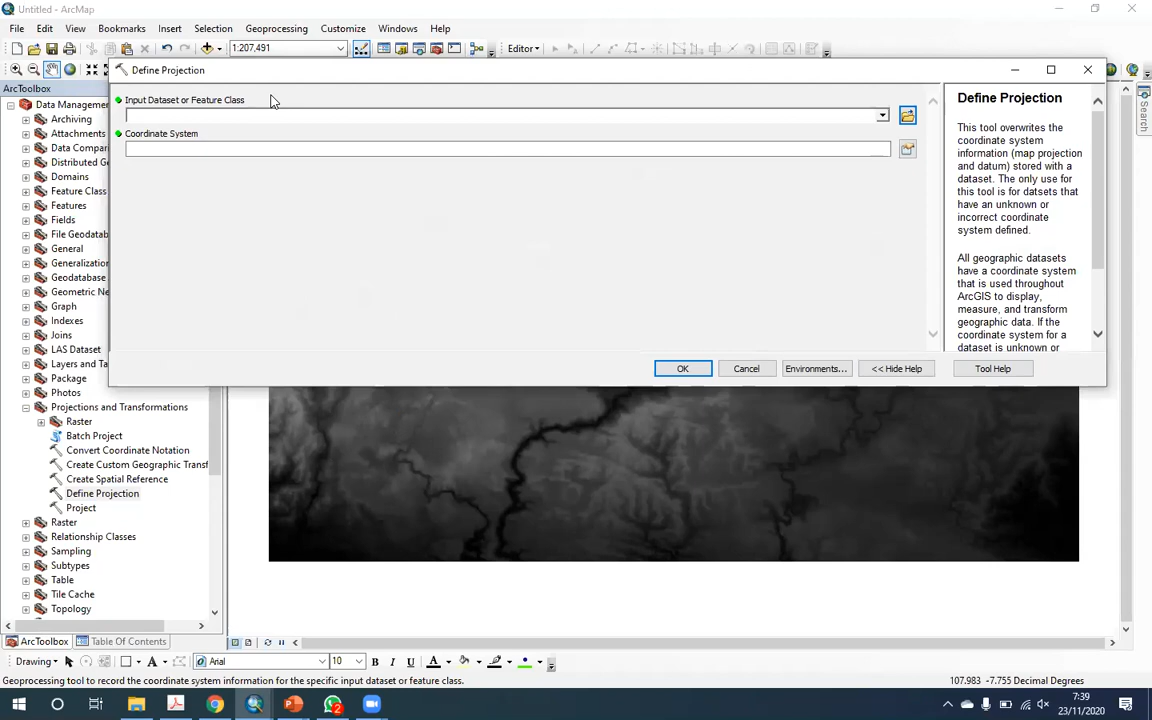 Untitled - ArcMap
File Edit View Bookmarks Insert Selection Geoprocessing Customize Windows Help
1:207,491
Editor
ArcToolbox
Data Manageme
Archiving
Attachments
Data Compari
Distributed Ge
Domains
Feature Class
Features
Fields
File Geodatab
General
Generalization
Geodatabase
Geometric Ne
Graph
Indexes
Joins
LAS Dataset
Layers and Ta
Package
Photos
Projections and Transformations
Raster
Batch Project
Convert Coordinate Notation
Create Custom Geographic Transf
Create Spatial Reference
Define Projection
Project
Raster
Relationship Classes
Sampling
Subtypes
Table
Tile Cache
Topology
ArcToolbox Table Of Contents
Define Projection
Input Dataset or Feature Class
Coordinate System
OK Cancel Environments... << Hide Help Tool Help
Define Projection
This tool overwrites the
coordinate system
information (map projection
and datum) stored with a
dataset. The only use for
this tool is for datsets that
have an unknown or
incorrect coordinate
system defined.
All geographic datasets
have a coordinate system
that is used throughout
ArcGIS to display,
measure, and transform
geographic data. If the
coordinate system for a
dataset is unknown or
Search
Drawing Arial 10 B I U A
Geoprocessing tool to record the coordinate system information for the specific input dataset or feature class.
107.983 -7.755 Decimal Degrees
2
7:39
23/11/2020